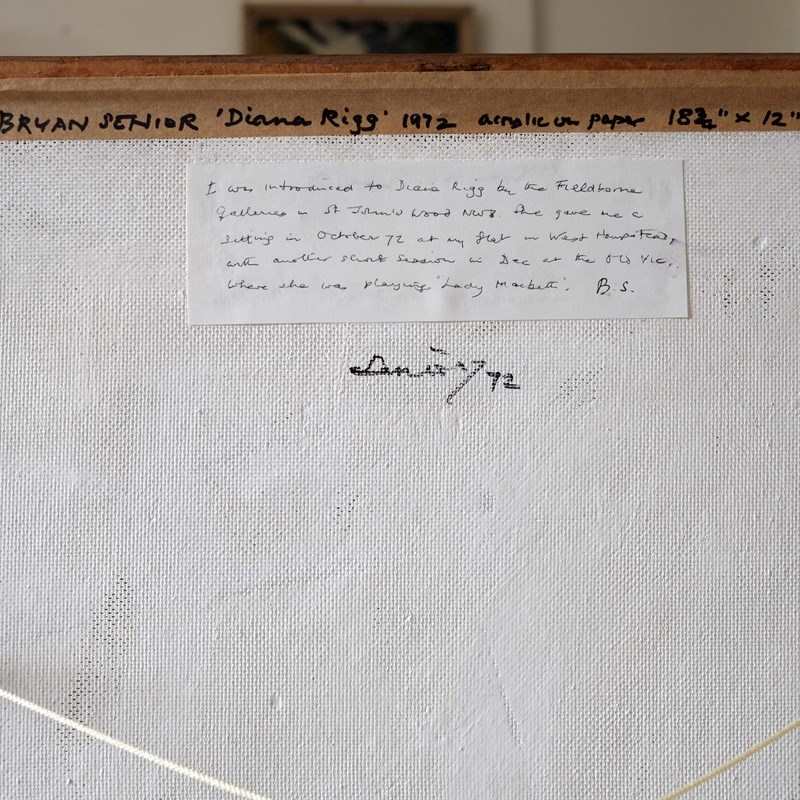 BRYAN SENIOR 'Diana Rigg' 1972 acrylic on paper 18¾" x 12"
I was introduced to Diana Rigg by the Fieldborne
Galleries in St John's Wood NW8. She gave me a
sitting in October 72 at my flat in West Hampstead,
with another short session in Dec at the Old Vic,
where she was playing 'Lady Macbeth'. B.S.
Senior 72